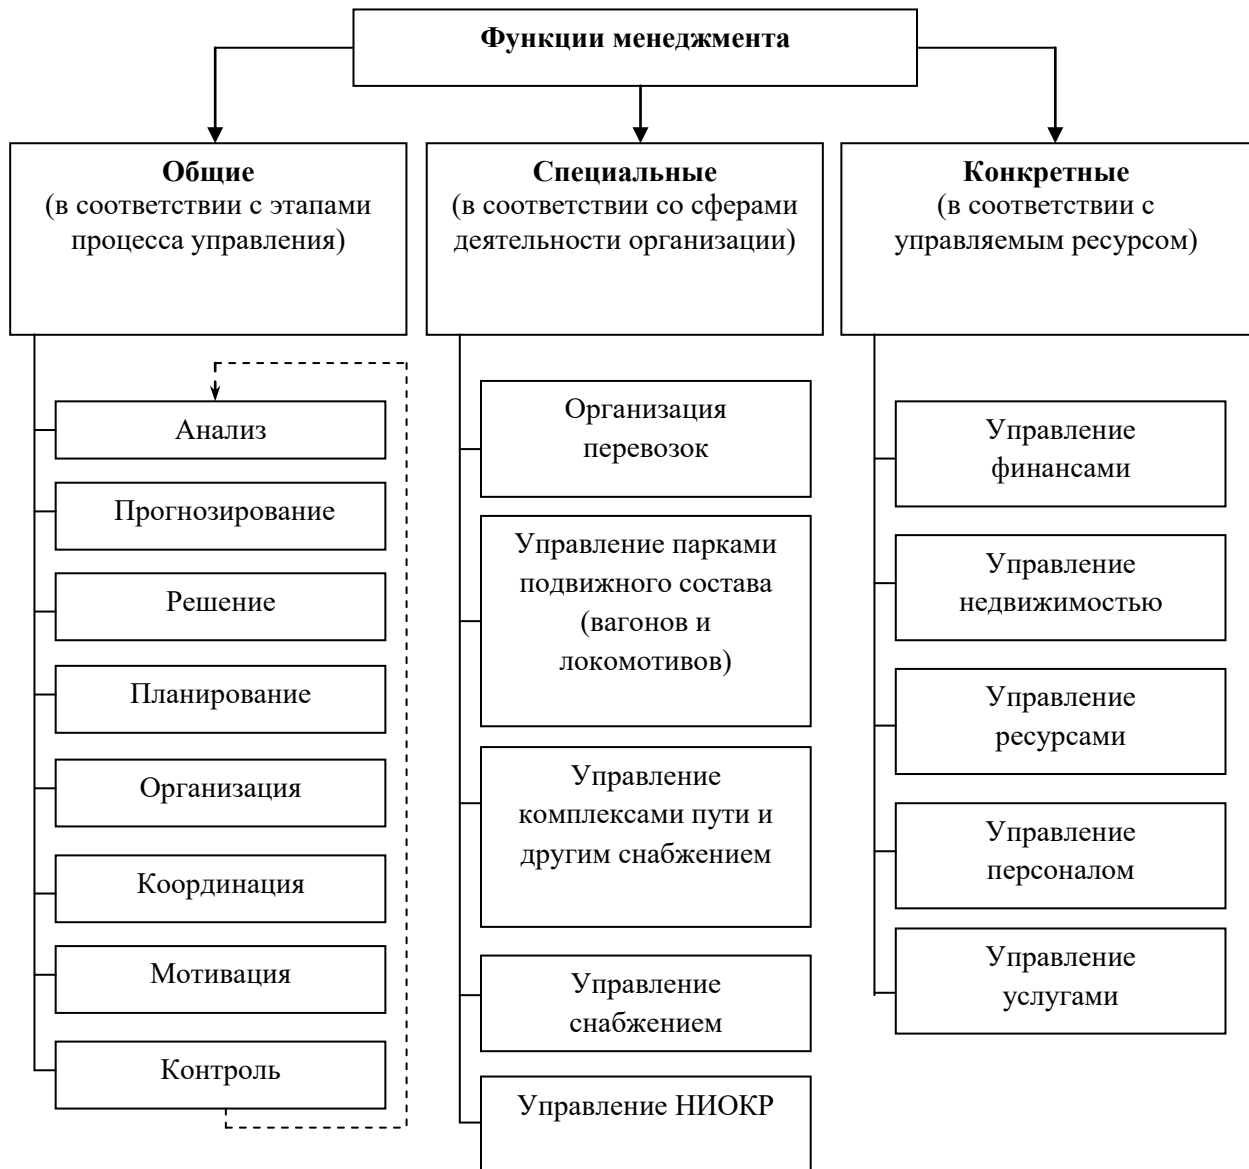 Функции менеджмента
Общие
(в соответствии с этапами
процесса управления)
Анализ
Прогнозирование
Решение
Планирование
Организация
Координация
Мотивация
Контроль
Специальные
(в соответствии со сферами
деятельности организации)
Организация
перевозок
Управление парками
подвижного состава
(вагонов и
локомотивов)
Управление
комплексами пути и
другим снабжением
Управление
снабжением
Управление НИОКР
Конкретные
(в соответствии с
управляемым ресурсом)
Управление
финансами
Управление
недвижимостью
Управление
ресурсами
Управление
персоналом
Управление
услугами